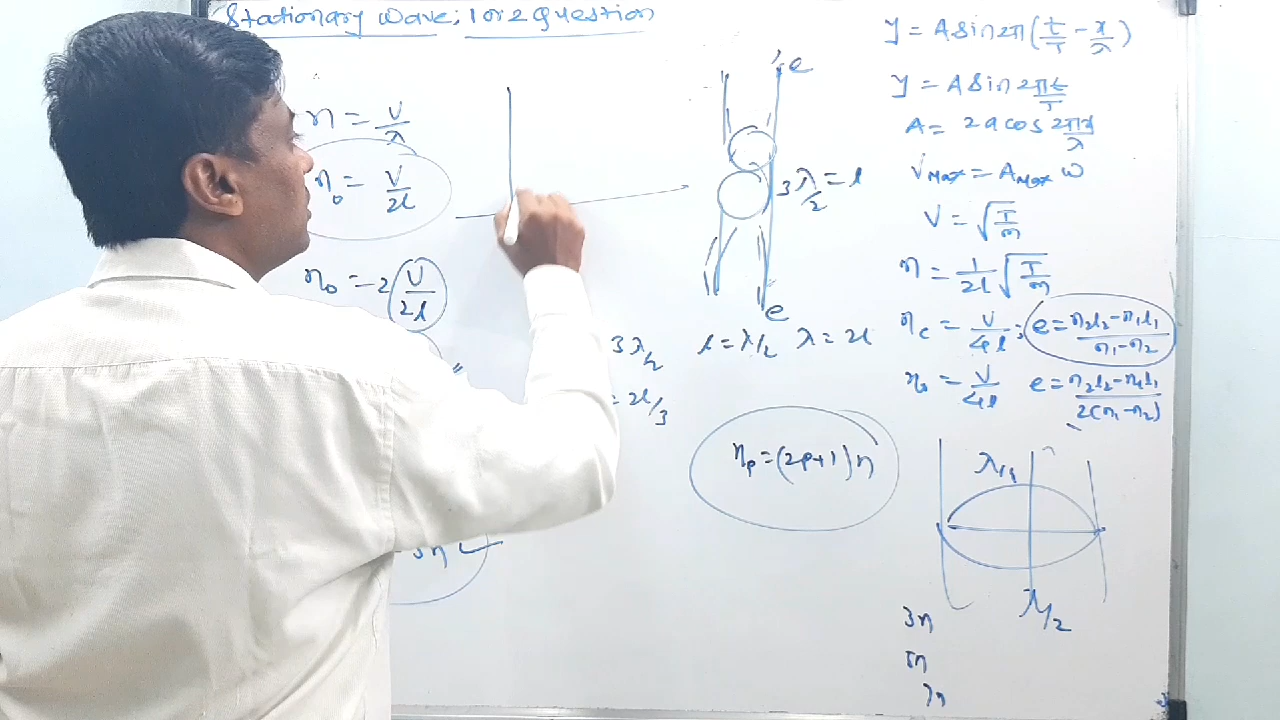 Stationary Wave; 1 or 2 Question
n = V/λ
n₀ = V/2l
n₀ = 2 V/2l
3λ/2
= 2l/3
3n
e
3λ/2 = l
e
l = λ/2 λ = 2l
nₚ = (2p+1)n
y = A sin 2π(t/T - x/λ)
y = A sin 2πt/T
A = 2a cos 2πx/λ
VMax = AMax ω
V = √T/m
n = 1/2l √T/m
nc = V/4l ; e = n₂l₂ - n₁l₁/n₁ - n₂
n₀ = V/4l e = n₂l₂ - n₁l₁/2(n₁ - n₂)
λ/2
3n
5n